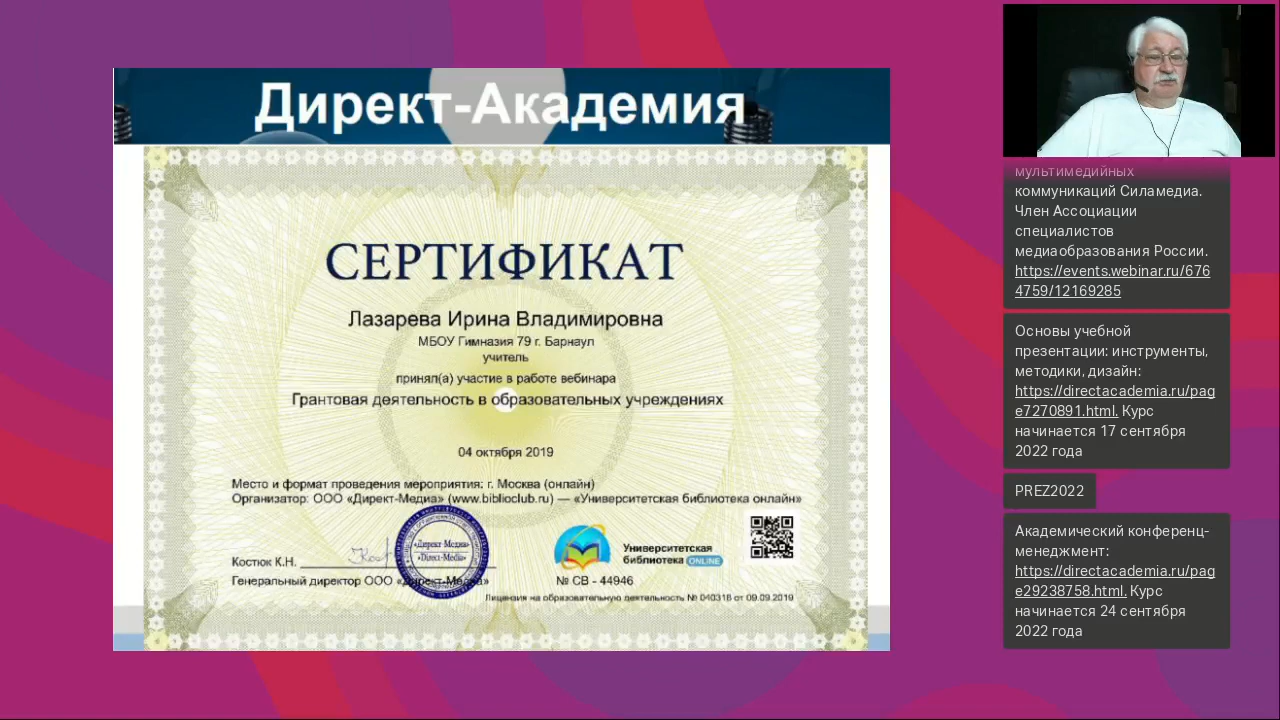 Директ-Академия
СЕРТИФИКАТ
Лазарева Ирина Владимировна
МБОУ Гимназия 79 г. Барнаул
учитель
принял(а) участие в работе вебинара
Грантовая деятельность в образовательных учреждениях
04 октября 2019
Место и формат проведения мероприятия: г. Москва (онлайн)
Организатор: ООО «Директ-Медиа» (www.biblioclub.ru) — «Университетская библиотека онлайн»
«Директ-Медиа»
«Direct-Media»
Костюк К.Н.
Генеральный директор ООО «Директ-Медиа»
Университетская
библиотека ONLINE
№ СВ - 44946
Лицензия на образовательную деятельность № 040318 от 09.09.2019
мультимедийных
коммуникаций Силамедиа.
Член Ассоциации
специалистов
медиаобразования России.
https://events.webinar.ru/676
4759/12169285
Основы учебной
презентации: инструменты,
методики, дизайн:
https://directacademia.ru/pag
e7270891.html. Курс
начинается 17 сентября
2022 года
PREZ2022
Академический конференц-
менеджмент:
https://directacademia.ru/pag
e29238758.html. Курс
начинается 24 сентября
2022 года